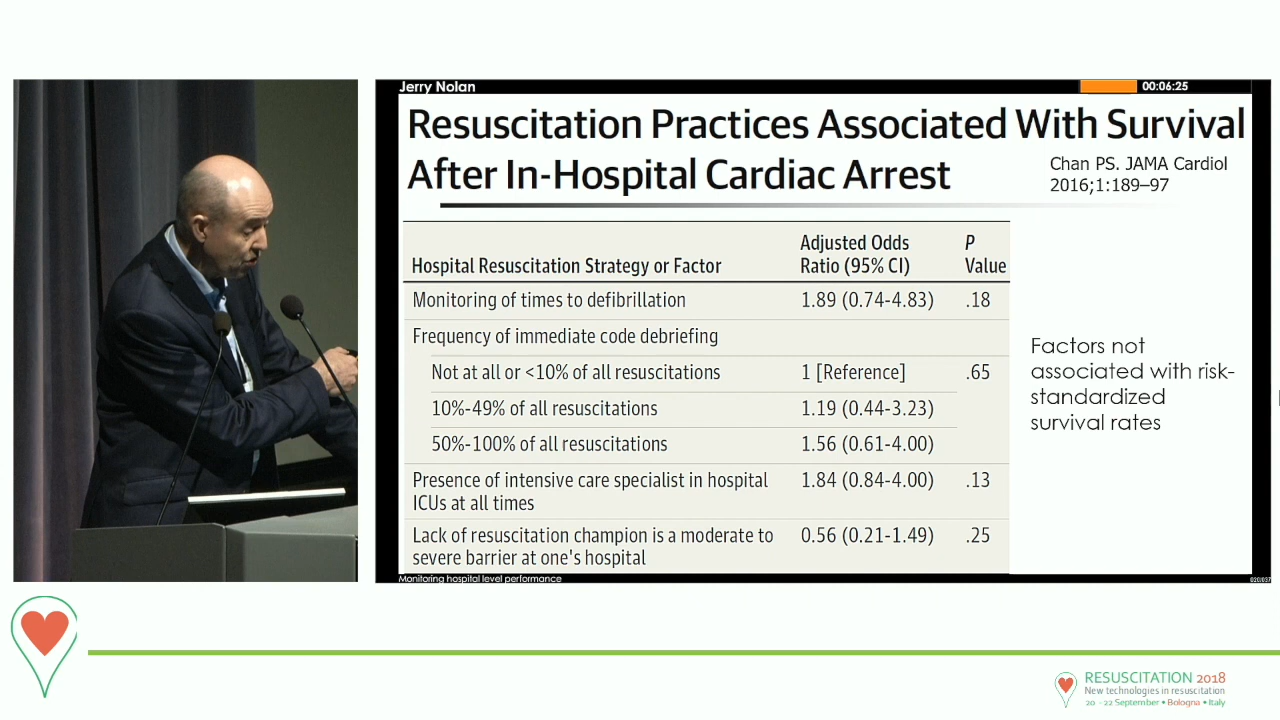 Jerry Nolan
00:06:25
Resuscitation Practices Associated With Survival
After In-Hospital Cardiac Arrest
Chan PS. JAMA Cardiol
2016;1:189–97
Hospital Resuscitation Strategy or Factor
Adjusted Odds
Ratio (95% CI)
P
Value
Monitoring of times to defibrillation 1.89 (0.74-4.83) .18
Frequency of immediate code debriefing
Not at all or <10% of all resuscitations 1 [Reference] .65
10%-49% of all resuscitations 1.19 (0.44-3.23)
50%-100% of all resuscitations 1.56 (0.61-4.00)
Presence of intensive care specialist in hospital 1.84 (0.84-4.00) .13
ICUs at all times
Lack of resuscitation champion is a moderate to 0.56 (0.21-1.49) .25
severe barrier at one's hospital
Factors not
associated with risk-
standardized
survival rates
Monitoring hospital level performance
020/037
RESUSCITATION 2018
New technologies in resuscitation
20 - 22 September • Bologna • Italy